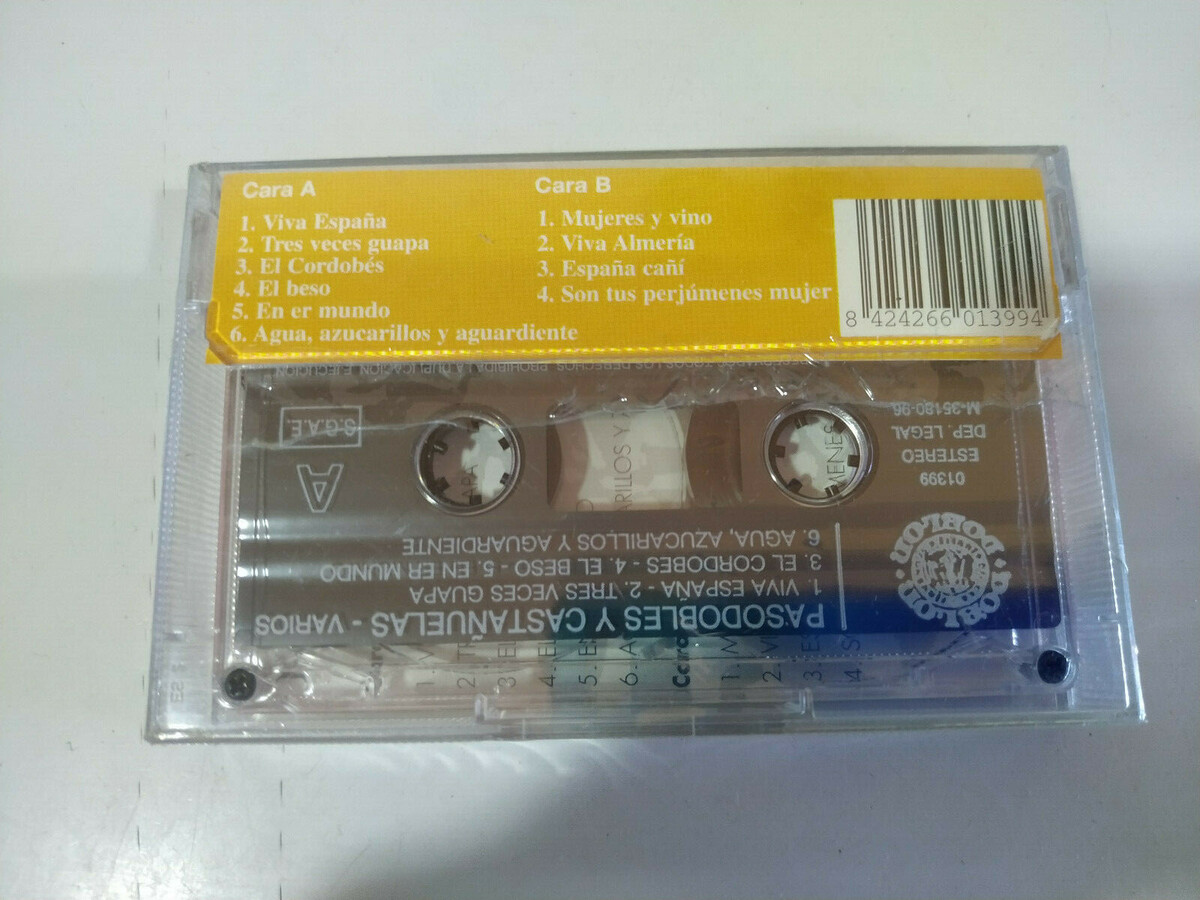 Cara A
1. Viva España
2. Tres veces guapa
3. El Cordobés
4. El beso
5. En er mundo
6. Agua, azucarillos y aguardiente
Cara B
1. Mujeres y vino
2. Viva Almería
3. España cañí
4. Son tus perjúmenes mujer
8 424266 013994
PASODOBLES Y CASTAÑUELAS - VARIOS
1. VIVA ESPAÑA - 2. TRES VECES GUAPA
3. EL CORDOBES - 4. EL BESO - 5. EN ER MUNDO
6. AGUA, AZUCARILLOS Y AGUARDIENTE
01399
ESTEREO
DEP. LEGAL
M-35180-96
A
S.G.A.E.
ARILLOS Y